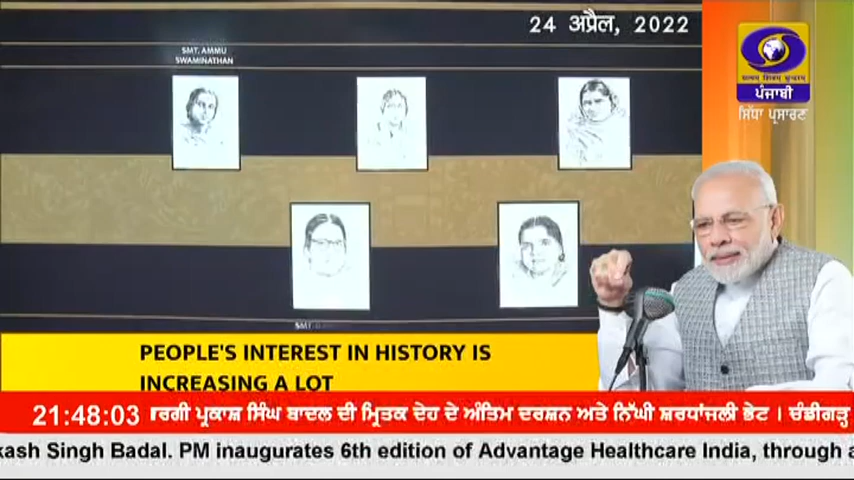 24 अप्रैल, 2022
SMT. AMMU
SWAMINATHAN
ਪੰਜਾਬੀ
ਸਿੱਧਾ ਪ੍ਰਸਾਰਣ
PEOPLE'S INTEREST IN HISTORY IS
INCREASING A LOT
21:48:03 ਰਗੀ ਪ੍ਰਕਾਸ਼ ਸਿੰਘ ਬਾਦਲ ਦੀ ਮ੍ਰਿਤਕ ਦੇਹ ਦੇ ਅੰਤਿਮ ਦਰਸ਼ਨ ਅਤੇ ਨਿੱਘੀ ਸ਼ਰਧਾਂਜਲੀ ਭੇਟ । ਚੰਡੀਗੜ੍ਹ
kash Singh Badal. PM inaugurates 6th edition of Advantage Healthcare India, through a